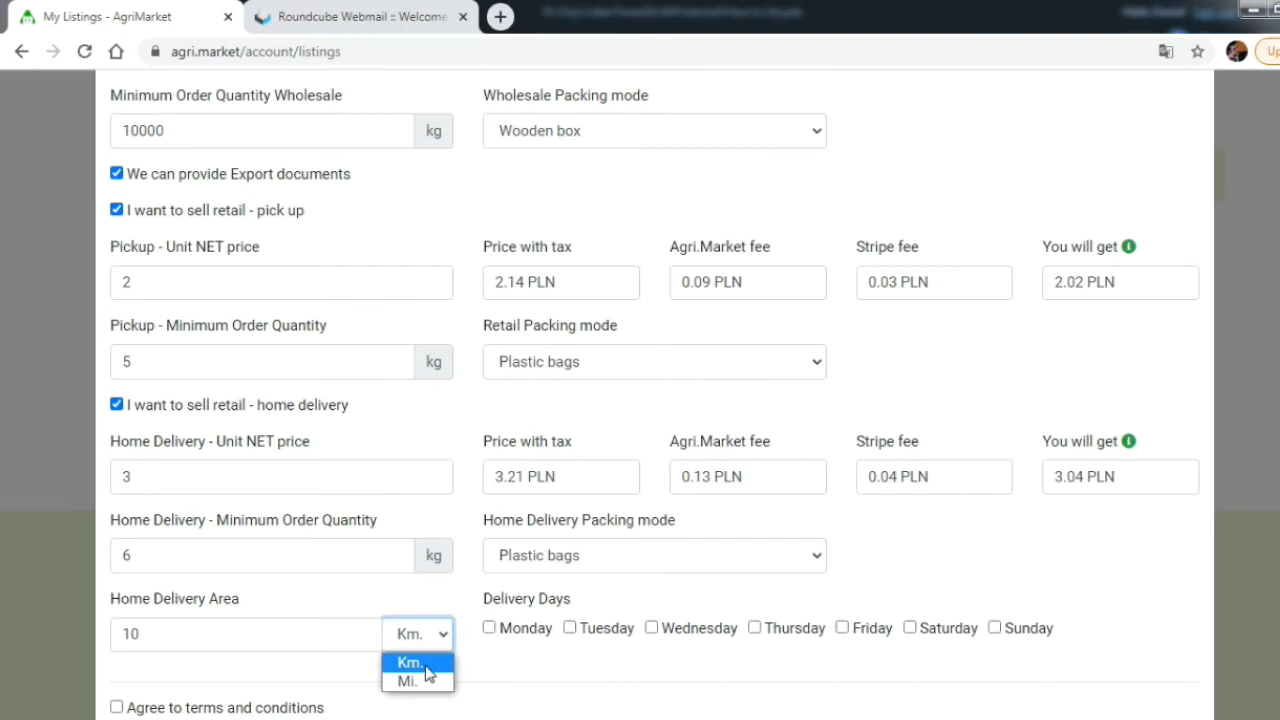 My Listings - AgriMarket
Roundcube Webmail :: Welcome
agri.market/account/listings
Up
Minimum Order Quantity Wholesale
Wholesale Packing mode
10000 kg
Wooden box
We can provide Export documents
I want to sell retail - pick up
Pickup - Unit NET price
Price with tax
Agri.Market fee
Stripe fee
You will get
2
2.14 PLN
0.09 PLN
0.03 PLN
2.02 PLN
Pickup - Minimum Order Quantity
Retail Packing mode
5 kg
Plastic bags
I want to sell retail - home delivery
Home Delivery - Unit NET price
Price with tax
Agri.Market fee
Stripe fee
You will get
3
3.21 PLN
0.13 PLN
0.04 PLN
3.04 PLN
Home Delivery - Minimum Order Quantity
Home Delivery Packing mode
6 kg
Plastic bags
Home Delivery Area
Delivery Days
10 Km.
Monday Tuesday Wednesday Thursday Friday Saturday Sunday
Km.
Mi.
Agree to terms and conditions